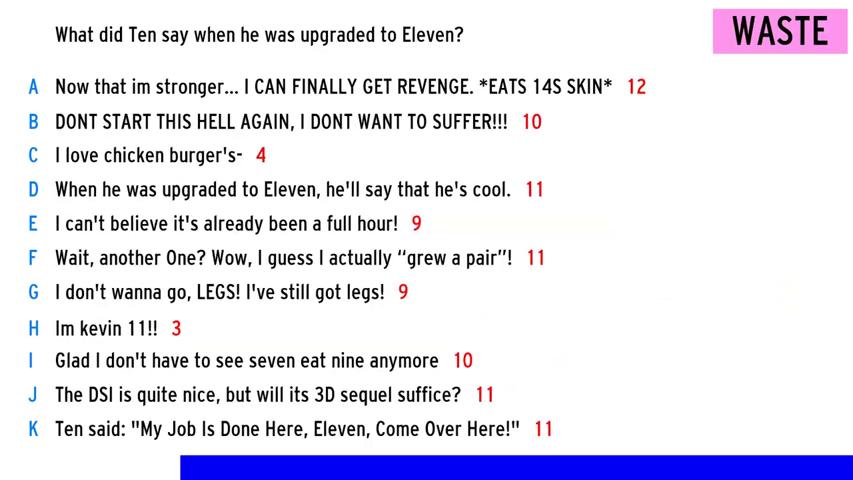 What did Ten say when he was upgraded to Eleven?
WASTE
A Now that im stronger... I CAN FINALLY GET REVENGE. *EATS 14S SKIN* 12
B DONT START THIS HELL AGAIN, I DONT WANT TO SUFFER!!! 10
C I love chicken burger's- 4
D When he was upgraded to Eleven, he'll say that he's cool. 11
E I can't believe it's already been a full hour! 9
F Wait, another One? Wow, I guess I actually “grew a pair”! 11
G I don't wanna go, LEGS! I've still got legs! 9
H Im kevin 11!! 3
I Glad I don't have to see seven eat nine anymore 10
J The DSI is quite nice, but will its 3D sequel suffice? 11
K Ten said: "My Job Is Done Here, Eleven, Come Over Here!" 11